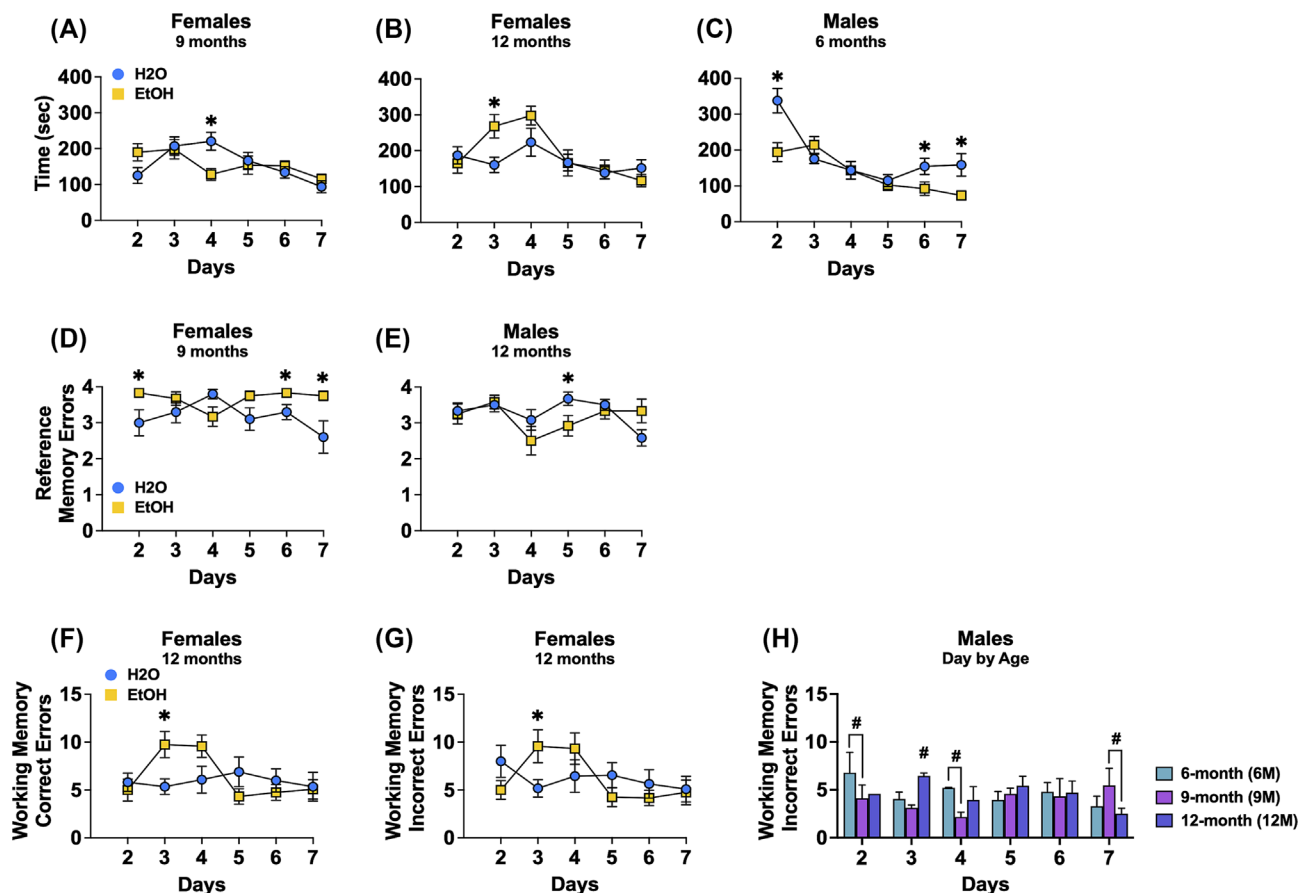 (A)
Females
9 months
H2O
EtOH
Time (sec)
400
300
200
100
0
*
2 3 4 5 6 7
Days
(B)
Females
12 months
400
300
200
100
0
*
2 3 4 5 6 7
Days
(C)
Males
6 months
400
300
200
100
0
* * *
2 3 4 5 6 7
Days
(D)
Females
9 months
Reference
Memory Errors
4
3
2
1
0
* * *
H2O
EtOH
2 3 4 5 6 7
Days
(E)
Males
12 months
4
3
2
1
0
*
2 3 4 5 6 7
Days
(F)
Females
12 months
H2O
EtOH
Working Memory
Correct Errors
15
10
5
0
*
2 3 4 5 6 7
Days
(G)
Females
12 months
Working Memory
Incorrect Errors
15
10
5
0
*
2 3 4 5 6 7
Days
(H)
Males
Day by Age
Working Memory
Incorrect Errors
15
10
5
0
# # # #
2 3 4 5 6 7
Days
6-month (6M)
9-month (9M)
12-month (12M)